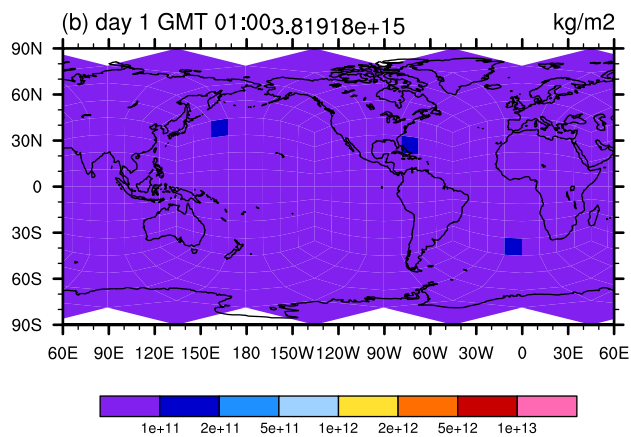 (b) day 1 GMT 01:00 3.81918e+15 kg/m2
90N
60N
30N
0
30S
60S
90S
60E 90E 120E 150E 180 150W 120W 90W 60W 30W 0 30E 60E
1e+11 2e+11 5e+11 1e+12 2e+12 5e+12 1e+13